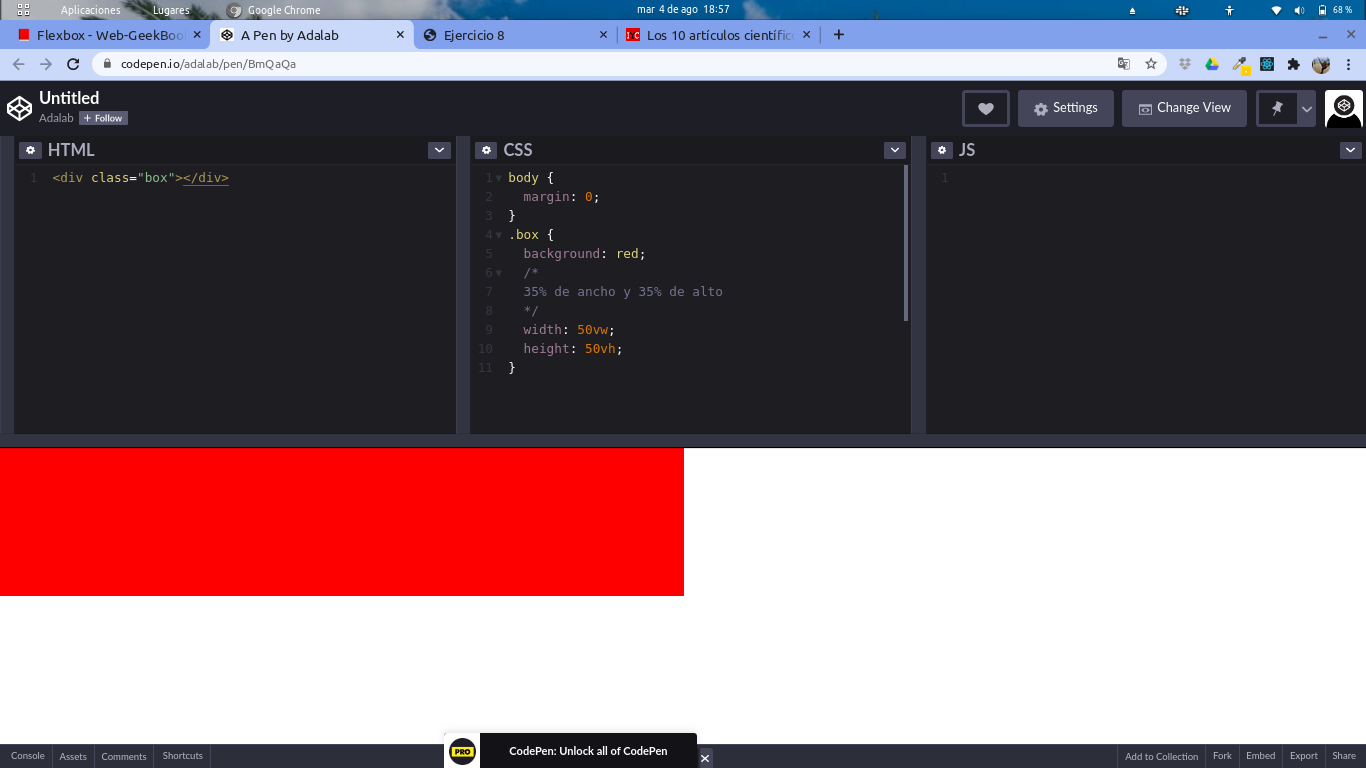 Aplicaciones Lugares Google Chrome mar 4 de ago 18:57 68 %
Flexbox - Web-GeekBoo A Pen by Adalab Ejercicio 8 Los 10 artículos científic
codepen.io/adalab/pen/BmQaQa
Untitled
Adalab + Follow
Settings Change View
HTML
1 <div class="box"></div>
CSS
1 body {
2 margin: 0;
3 }
4 .box {
5 background: red;
6 /*
7 35% de ancho y 35% de alto
8 */
9 width: 50vw;
10 height: 50vh;
11 }
JS
1
PRO CodePen: Unlock all of CodePen
Console Assets Comments Shortcuts Add to Collection Fork Embed Export Share